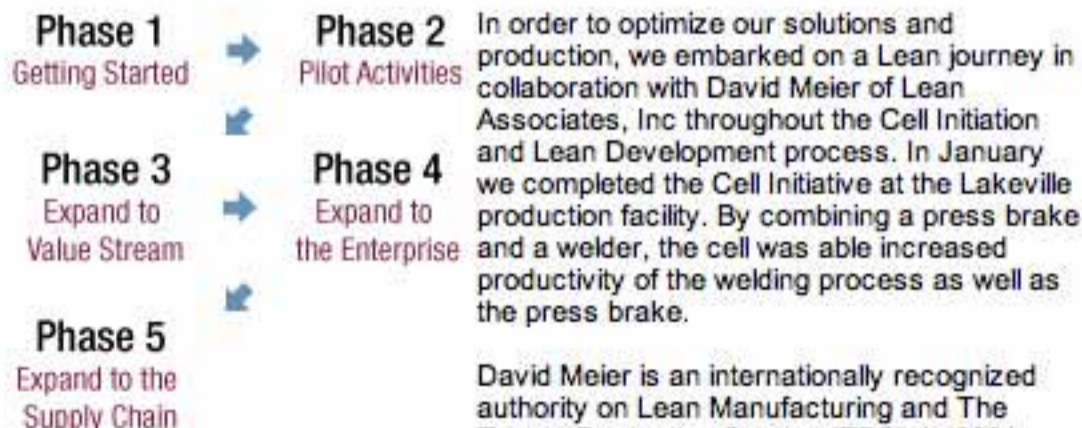 Phase 1
Getting Started
Phase 2
Pilot Activities
Phase 3
Expand to
Value Stream
Phase 4
Expand to
the Enterprise
Phase 5
Expand to the
Supply Chain
In order to optimize our solutions and
production, we embarked on a Lean journey in
collaboration with David Meier of Lean
Associates, Inc throughout the Cell Initiation
and Lean Development process. In January
we completed the Cell Initiative at the Lakeville
production facility. By combining a press brake
and a welder, the cell was able increased
productivity of the welding process as well as
the press brake.
David Meier is an internationally recognized
authority on Lean Manufacturing and The